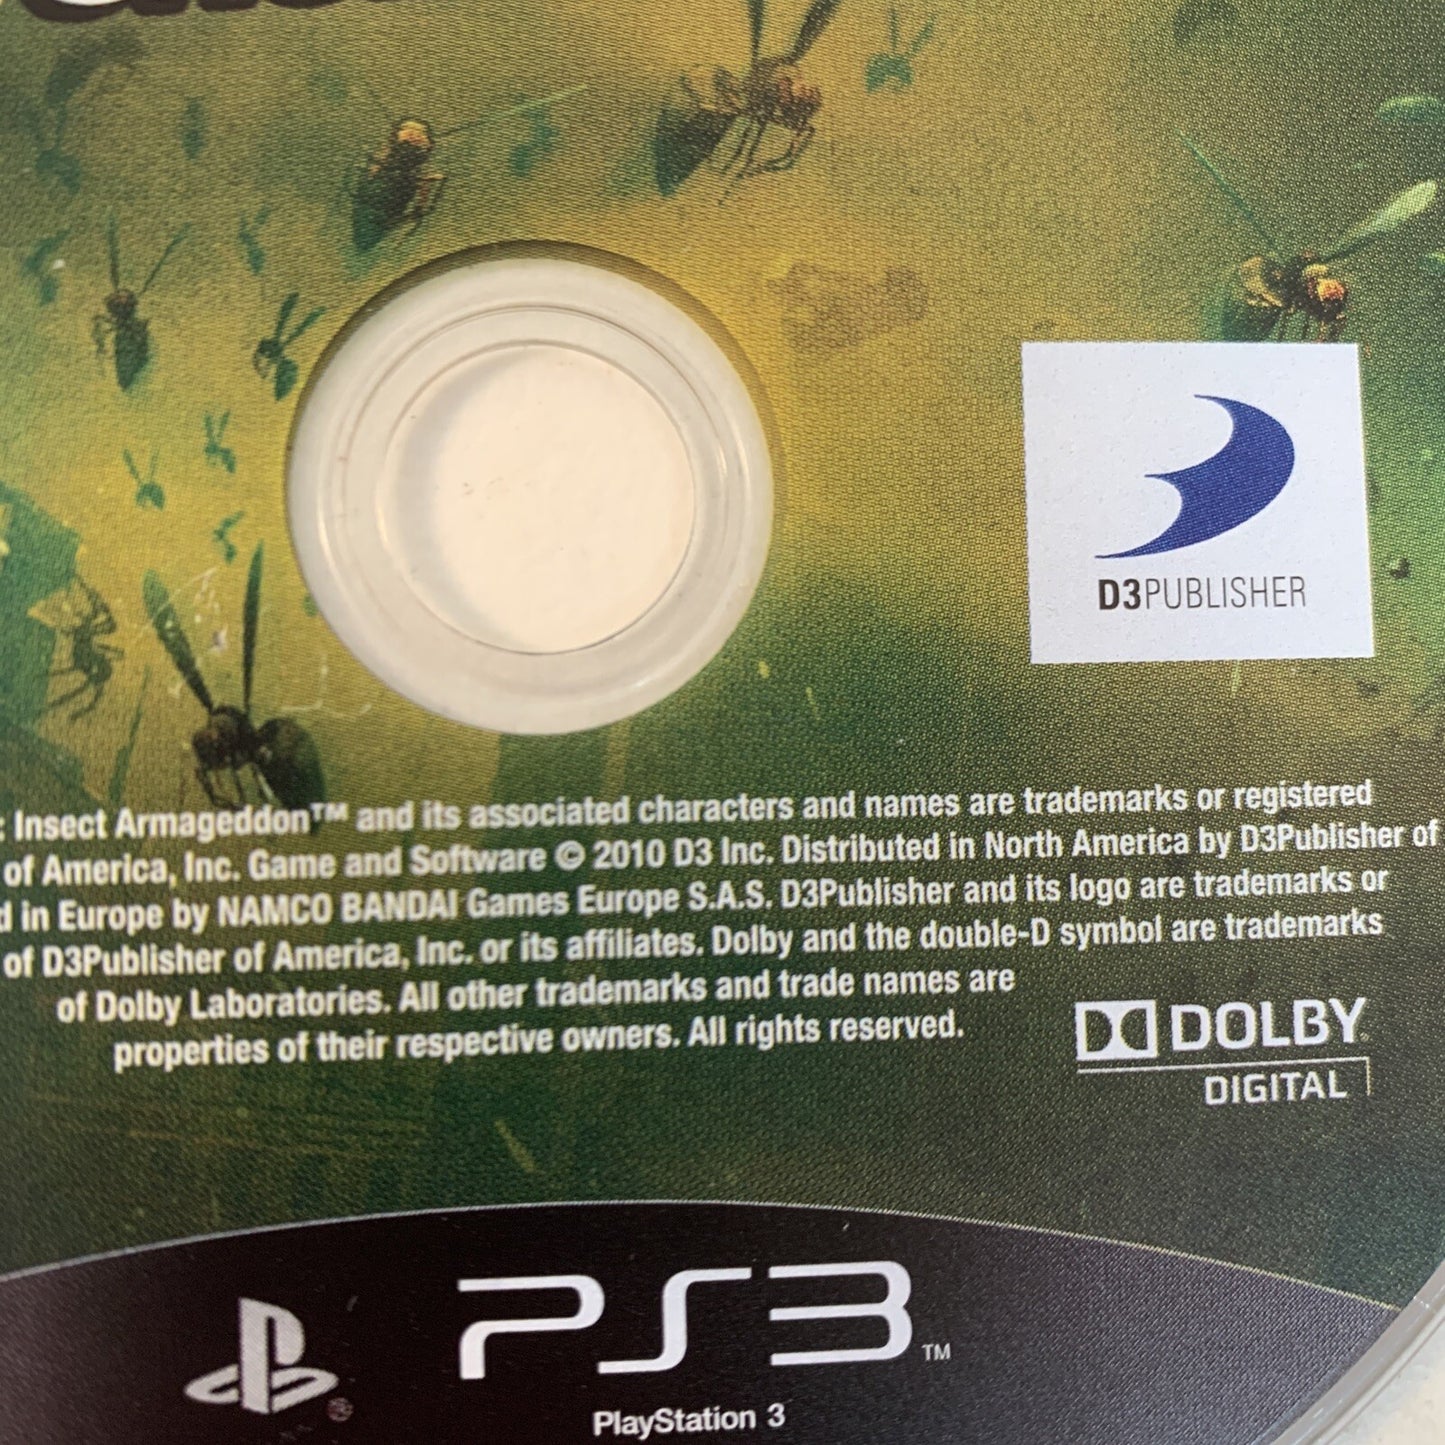 D3PUBLISHER
: Insect Armageddon™ and its associated characters and names are trademarks or registered
of America, Inc. Game and Software © 2010 D3 Inc. Distributed in North America by D3Publisher of
d in Europe by NAMCO BANDAI Games Europe S.A.S. D3Publisher and its logo are trademarks or
of D3Publisher of America, Inc. or its affiliates. Dolby and the double-D symbol are trademarks
of Dolby Laboratories. All other trademarks and trade names are
properties of their respective owners. All rights reserved.
DOLBY
DIGITAL
PS3™
PlayStation 3